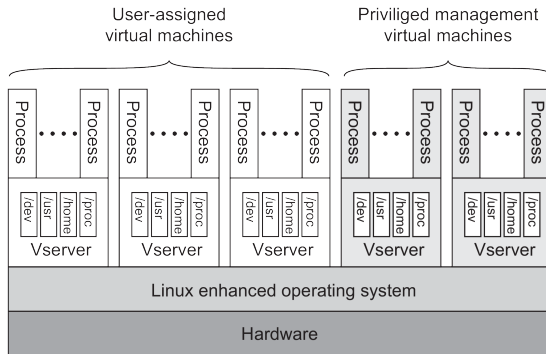 User-assigned
virtual machines
Priviliged management
virtual machines
Process Process Process Process Process Process Process Process Process Process
/dev /usr /home /proc /dev /usr /home /proc /dev /usr /home /proc /dev /usr /home /proc /dev /usr /home /proc
Vserver Vserver Vserver Vserver Vserver
Linux enhanced operating system
Hardware